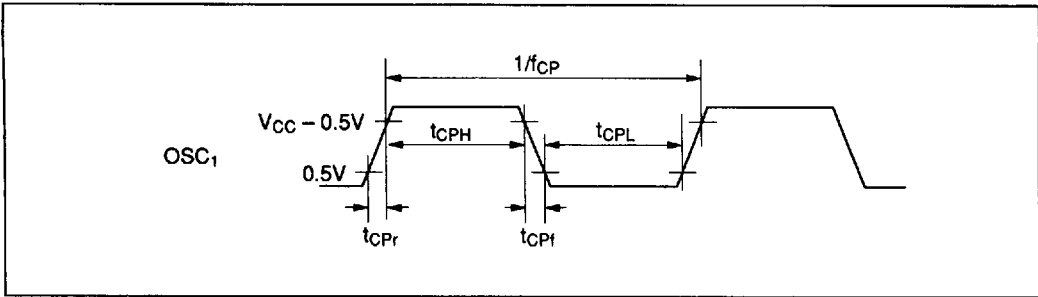 1/fCP
VCC – 0.5V
tCPH
tCPL
OSC1
0.5V
tCPr
tCPf